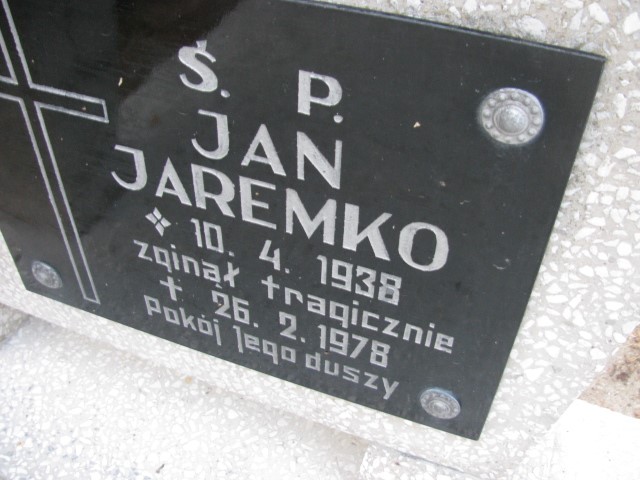 Ś. P.
JAN
JAREMKO
10. 4. 1938
zginął tragicznie
26. 2. 1978
Pokój Jego duszy